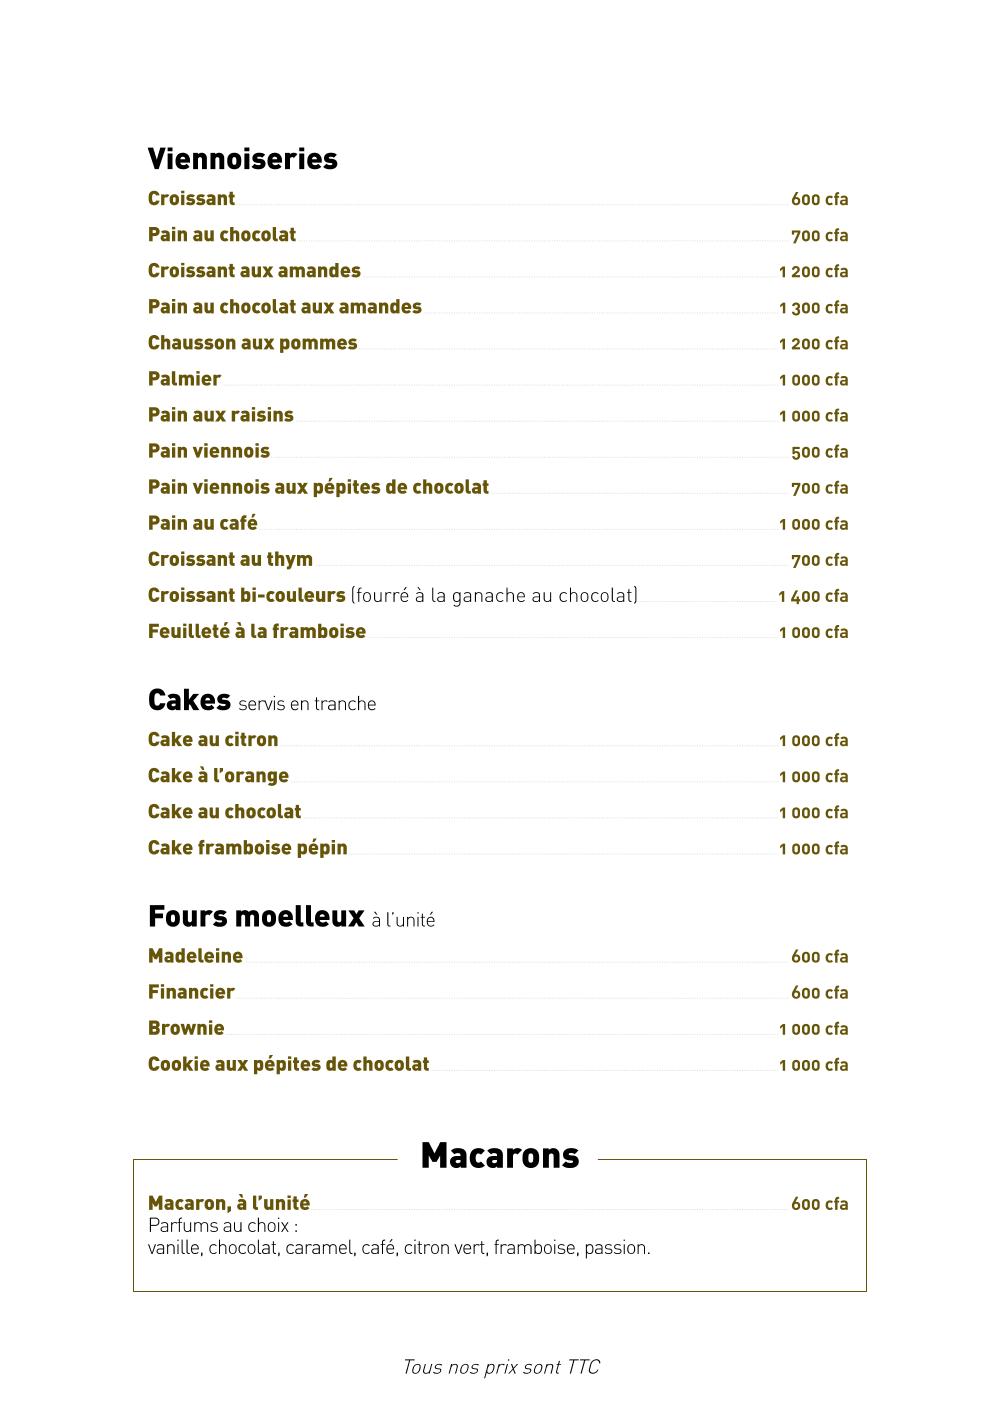 Viennoiseries
Croissant 600 cfa
Pain au chocolat 700 cfa
Croissant aux amandes 1 200 cfa
Pain au chocolat aux amandes 1 300 cfa
Chausson aux pommes 1 200 cfa
Palmier 1 000 cfa
Pain aux raisins 1 000 cfa
Pain viennois 500 cfa
Pain viennois aux pépites de chocolat 700 cfa
Pain au café 1 000 cfa
Croissant au thym 700 cfa
Croissant bi-couleurs (fourré à la ganache au chocolat) 1 400 cfa
Feuilleté à la framboise 1 000 cfa
Cakes servis en tranche
Cake au citron 1 000 cfa
Cake à l’orange 1 000 cfa
Cake au chocolat 1 000 cfa
Cake framboise pépin 1 000 cfa
Fours moelleux à l’unité
Madeleine 600 cfa
Financier 600 cfa
Brownie 1 000 cfa
Cookie aux pépites de chocolat 1 000 cfa
Macarons
Macaron, à l’unité 600 cfa
Parfums au choix :
vanille, chocolat, caramel, café, citron vert, framboise, passion.
Tous nos prix sont TTC